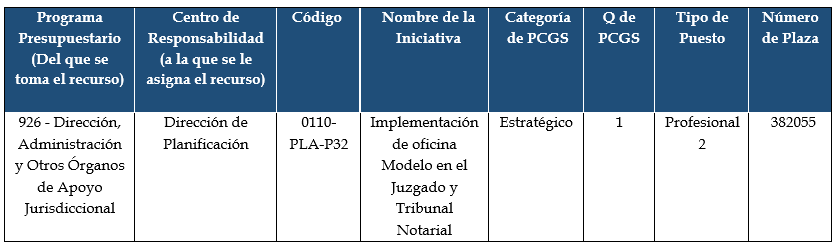 Programa
Presupuestario
(Del que se
toma el recurso)
Centro de
Responsabilidad
(a la que se le
asigna el recurso)
Código
Nombre de la
Iniciativa
Categoría
de PCGS
Q de
PCGS
Tipo de
Puesto
Número
de Plaza
926 - Dirección,
Administración
y Otros Órganos
de Apoyo
Jurisdiccional
Dirección de
Planificación
0110-
PLA-P32
Implementación
de oficina
Modelo en el
Juzgado y
Tribunal
Notarial
Estratégico
1
Profesional
2
382055